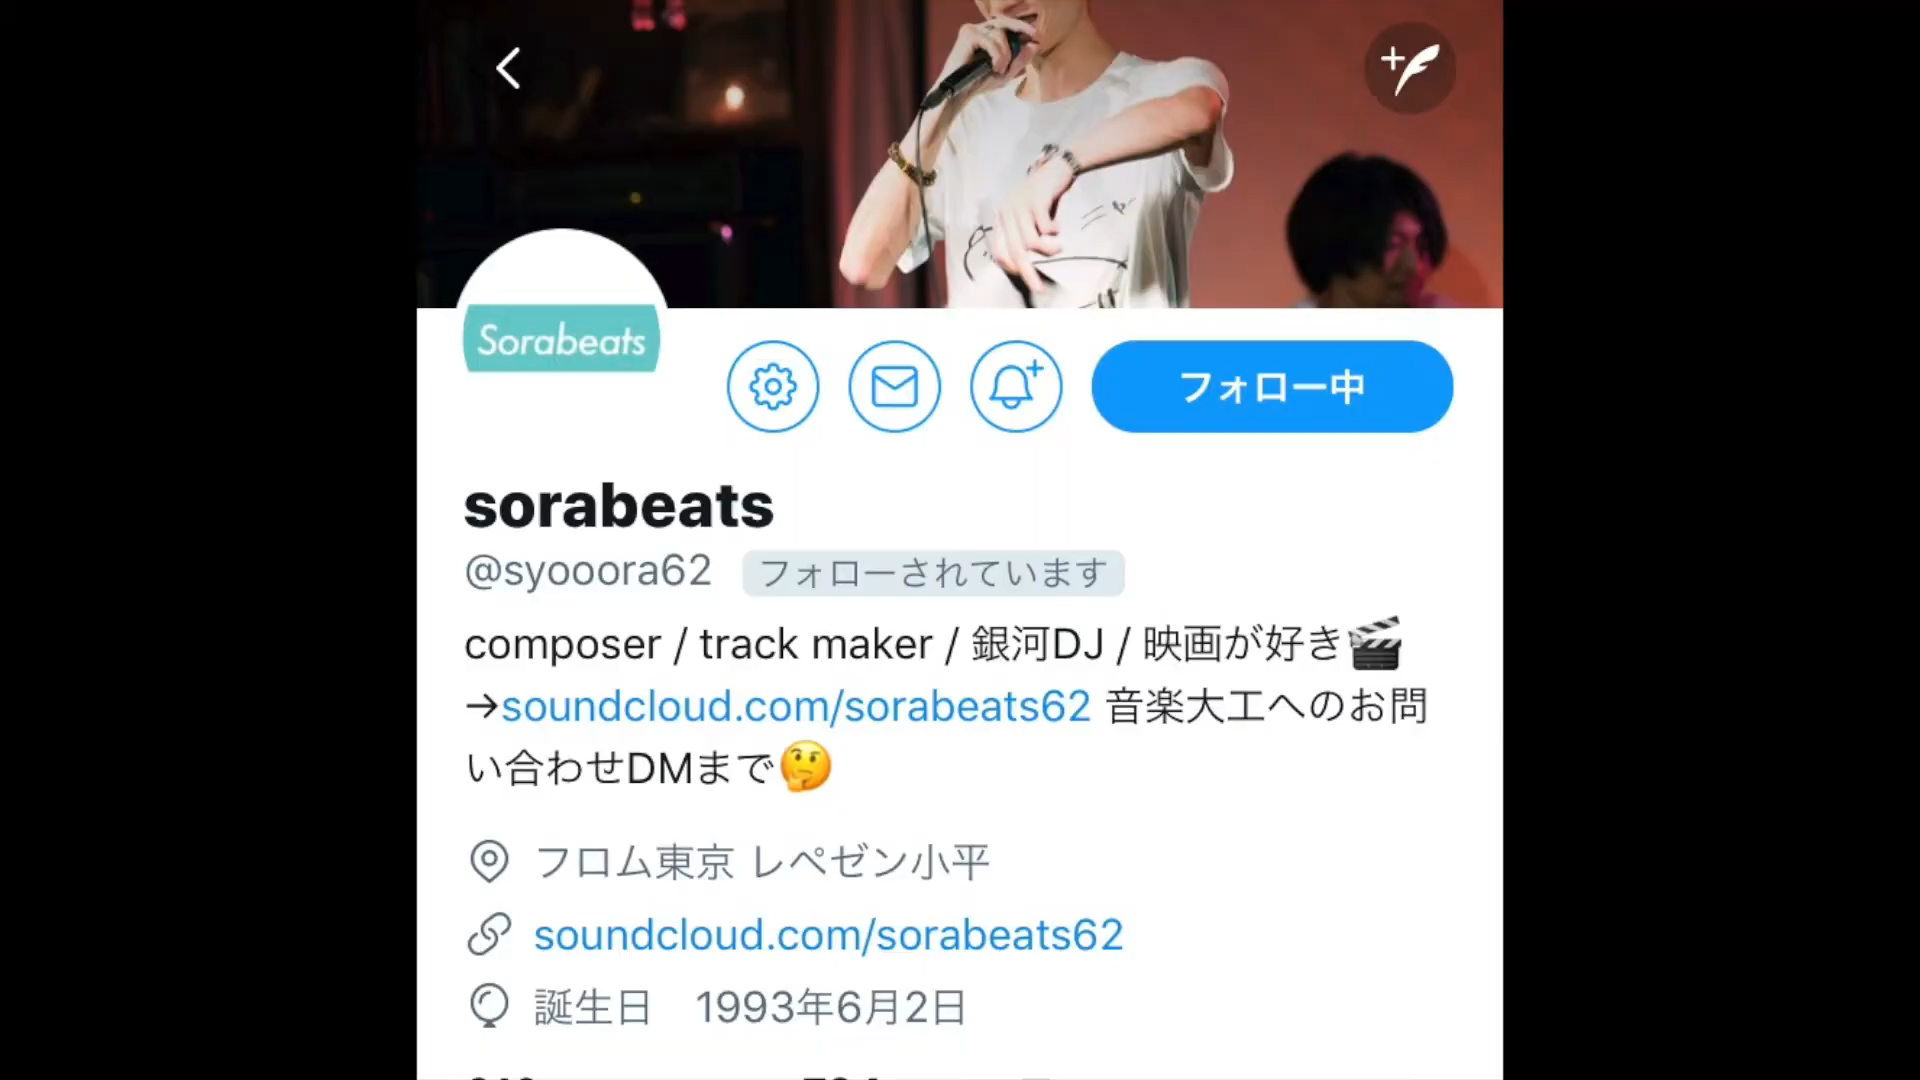 Sorabeats
フォロー中
sorabeats
@syooora62 フォローされています
composer / track maker / 銀河DJ / 映画が好き🎬
→soundcloud.com/sorabeats62 音楽大工へのお問
い合わせDMまで🤔
フロム東京 レペゼン小平
soundcloud.com/sorabeats62
誕生日 1993年6月2日